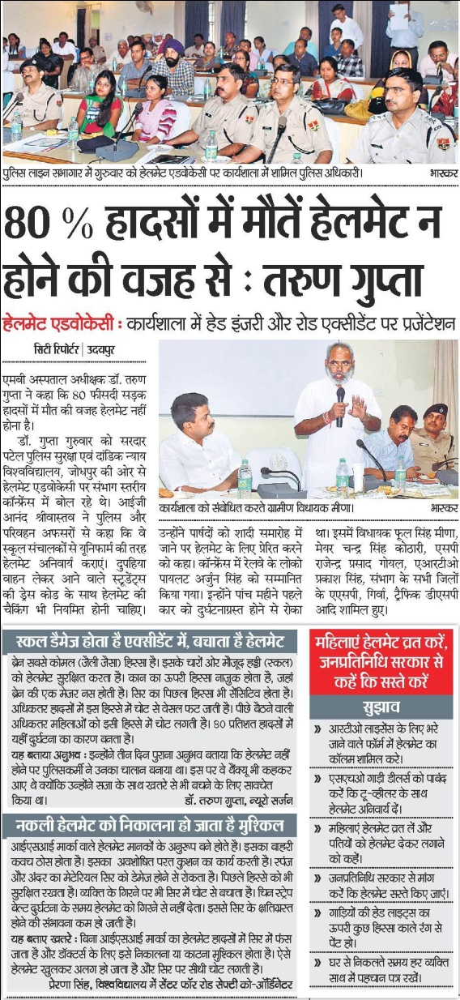 पुलिस लाइन सभागार में गुरुवार को हेलमेट एडवोकेसी पर कार्यशाला में शामिल पुलिस अधिकारी।
भास्कर
80 % हादसों में मौतें हेलमेट न
होने की वजह से : तरुण गुप्ता
हेलमेट एडवोकेसी : कार्यशाला में हेड इंजरी और रोड एक्सीडेंट पर प्रजेंटेशन
सिटी रिपोर्टर | उदयपुर
एमबी अस्पताल अधीक्षक डॉ. तरुण
गुप्ता ने कहा कि 80 फीसदी सड़क
हादसों में मौत की वजह हेलमेट नहीं
होना है।
डॉ. गुप्ता गुरुवार को सरदार
पटेल पुलिस सुरक्षा एवं दांडिक न्याय
विश्वविद्यालय, जोधपुर की ओर से
हेलमेट एडवोकेसी पर संभाग स्तरीय
कॉन्फ्रेंस में बोल रहे थे। आईजी
आनंद श्रीवास्तव ने पुलिस और
परिवहन अफसरों से कहा कि वे
स्कूल संचालकों से यूनिफार्म की तरह
हेलमेट अनिवार्य कराएं। दुपहिया
वाहन लेकर आने वाले स्टूडेंट्स
की ड्रेस कोड के साथ हेलमेट की
चैकिंग भी नियमित होनी चाहिए।
कार्यशाला को संबोधित करते ग्रामीण विधायक मीणा।
भास्कर
उन्होंने पार्षदों को शादी समारोह में
जाने पर हेलमेट के लिए प्रेरित करने
को कहा। कॉन्फ्रेंस में रेलवे के लोको
पायलट अर्जुन सिंह को सम्मानित
किया गया। इन्होंने पांच महीने पहले
कार को दुर्घटनाग्रस्त होने से रोका
था। इसमें विधायक फूल सिंह मीणा,
मेयर चन्द्र सिंह कोठारी, एसपी
राजेन्द्र प्रसाद गोयल, एआरटीओ
प्रकाश सिंह, संभाग के सभी जिलों
के एएसपी, गिर्वा, ट्रैफिक डीएसपी
आदि शामिल हुए।
स्कल डैमेज होता है एक्सीडेंट में, बचाता है हेलमेट
ब्रेन सबसे कोमल (जैली जैसा) हिस्सा है। इसके चारों ओर मौजूद हड्डी (स्कल)
को हेलमेट सुरक्षित करता है। कान का ऊपरी हिस्सा नाजुक होता है, जहां
ब्रेन की एक मेजर नस होती है। सिर का पिछला हिस्सा भी सेंसिटिव होता है।
अधिकतर हादसों में इस हिस्से में चोट से वेसल फट जाती है। पीछे बैठने वाली
अधिकतर महिलाओं को इसी हिस्से में चोट लगती है। 80 प्रतिशत हादसों में
यहीं दुर्घटना का कारण बनता है।
यह बताया अनुभव : इन्होंने तीन दिन पुराना अनुभव बताया कि हेलमेट नहीं
होने पर पुलिसकर्मी ने उनका चालान बनाया था। इस पर वे थैंक्यू भी कहकर
आए थे क्योंकि उन्होंने सजा के साथ खतरे से भी बचने के लिए सावचेत
किया था।
डॉ. तरुण गुप्ता, न्यूरो सर्जन
नकली हेलमेट को निकालना हो जाता है मुश्किल
आईएसआई मार्का वाले हेलमेट मानकों के अनुरूप बने होते है। इसका बाहरी
कवच ठोस होता है। इसका अवशोषित परत कुशन का कार्य करती है। स्पंज
और अंदर का मेटेरियल सिर को डेमेज होने से रोकता है। पिछले हिस्से को भी
सुरक्षित रखता है। व्यक्ति के गिरने पर भी सिर में चोट से बचाता है। चिन स्ट्रेप
बेल्ट दुर्घटना के समय हेलमेट को गिरने से नहीं देता। इससे सिर के क्षतिग्रस्त
होने की संभावना कम हो जाती है।
यह बताए खतरे : बिना आईएसआई मार्का का हेलमेट हादसों में सिर में फंस
जाता है और डॉक्टर्स के लिए इसे निकालना या काटना मुश्किल होता है। ऐसे
हेलमेट खुलकर अलग हो जाता है और सिर पर सीधी चोट लगती है।
प्रेरणा सिंह, विश्वविद्यालय में सेंटर फॉर रोड सेफ्टी को-ऑर्डिनेटर
महिलाएं हेलमेट व्रत करें,
जनप्रतिनिधि सरकार से
कहें कि सस्ते करें
सुझाव
» आरटीओ लाइसेंस के लिए भरे
जाने वाले फॉर्म में हेलमेट का
कॉलम शामिल करे।
» एसएचओ गाड़ी डीलर्स को पाबंद
करें कि टू-व्हीलर के साथ
हेलमेट अनिवार्य दें।
» महिलाएं हेलमेट व्रत लें और
पतियों को हेलमेट देकर लगाने
को कहें।
» जनप्रतिनिधि सरकार से मांग
करें कि हेलमेट सस्ते किए जाएं।
» गाड़ियों की हेड लाइट्स का
ऊपरी कुछ हिस्सा काले रंग से
पेंट हो।
» घर से निकलते समय हर व्यक्ति
साथ में पहचान पत्र रखें।